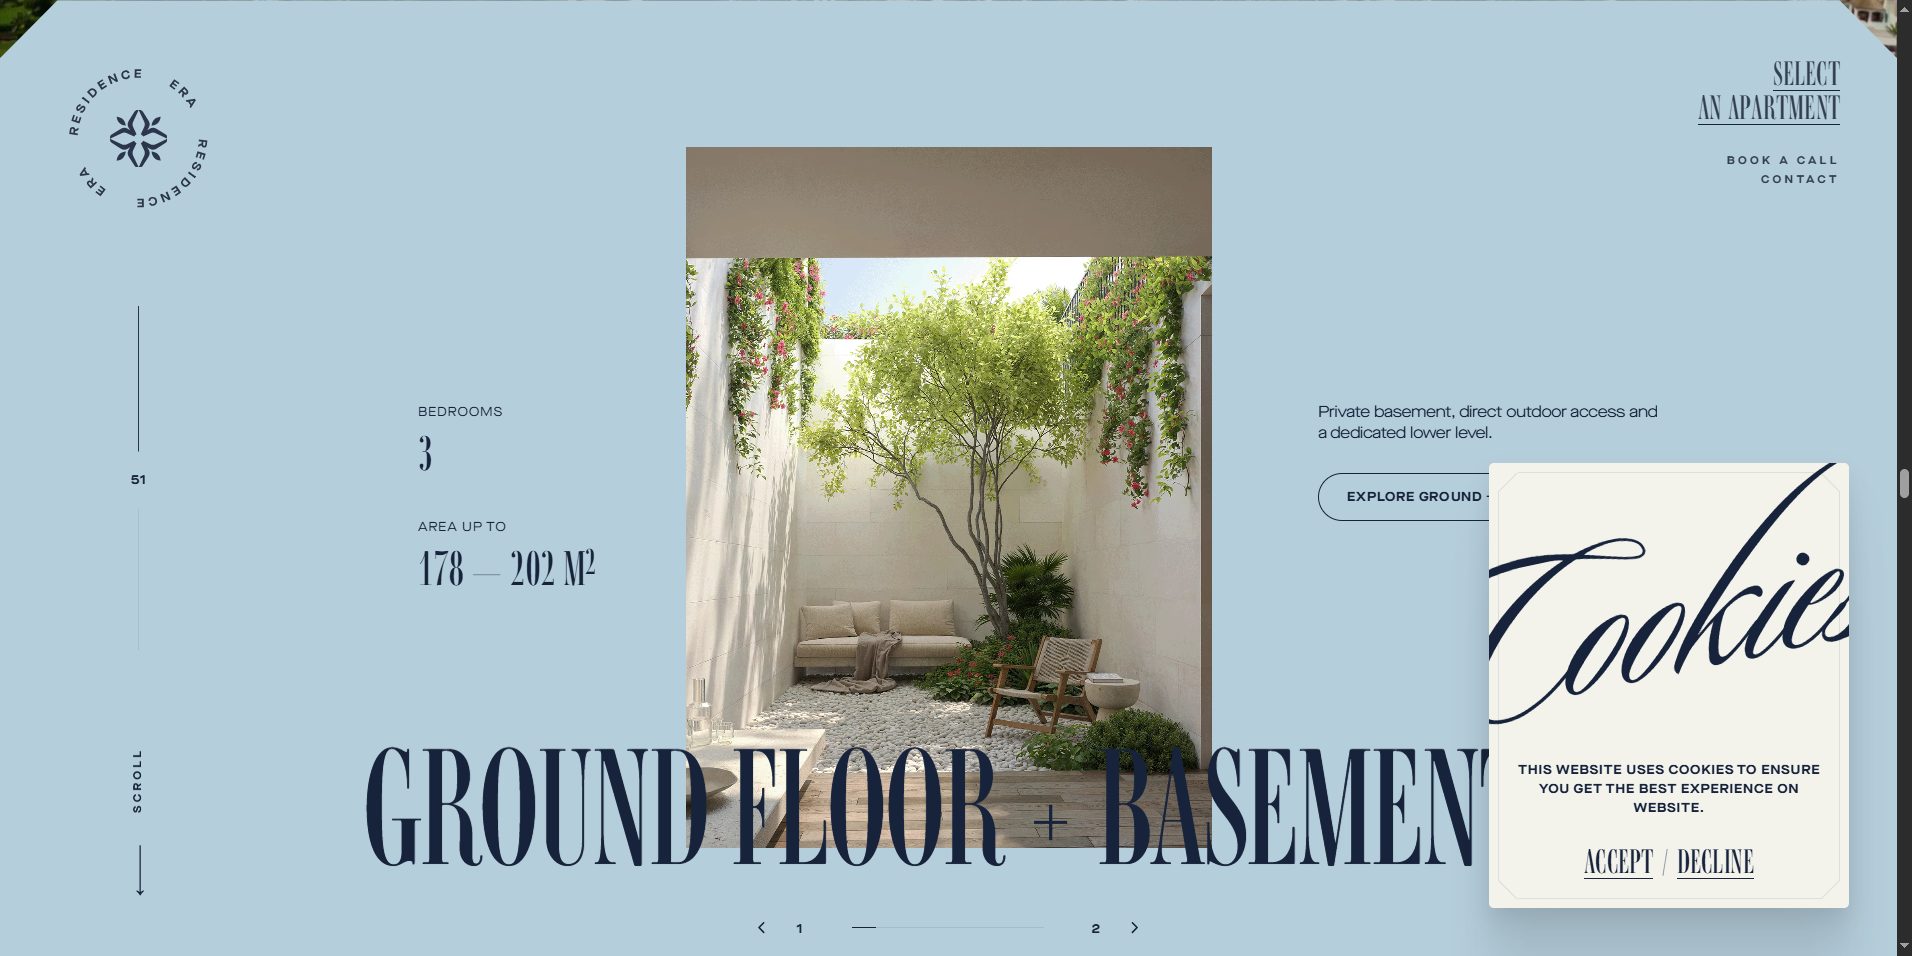 RESIDENCE ERA RESIDENCE ERA
SELECT
AN APARTMENT
BOOK A CALL
CONTACT
51
BEDROOMS
3
AREA UP TO
178 — 202 M²
Private basement, direct outdoor access and
a dedicated lower level.
EXPLORE GROUND
Cookies
THIS WEBSITE USES COOKIES TO ENSURE
YOU GET THE BEST EXPERIENCE ON
WEBSITE.
ACCEPT / DECLINE
SCROLL
GROUND FLOOR + BASEMENT
1
2